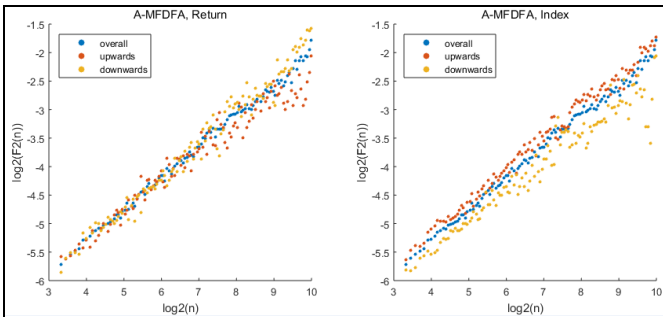 A-MFDFA, Return
-1.5
-2
-2.5
-3
-3.5
-4
-4.5
-5
-5.5
-6
log2(F2(n))
overall
upwards
downwards
3 4 5 6 7 8 9 10
log2(n)
A-MFDFA, Index
-1.5
-2
-2.5
-3
-3.5
-4
-4.5
-5
-5.5
-6
log2(F2(n))
overall
upwards
downwards
3 4 5 6 7 8 9 10
log2(n)